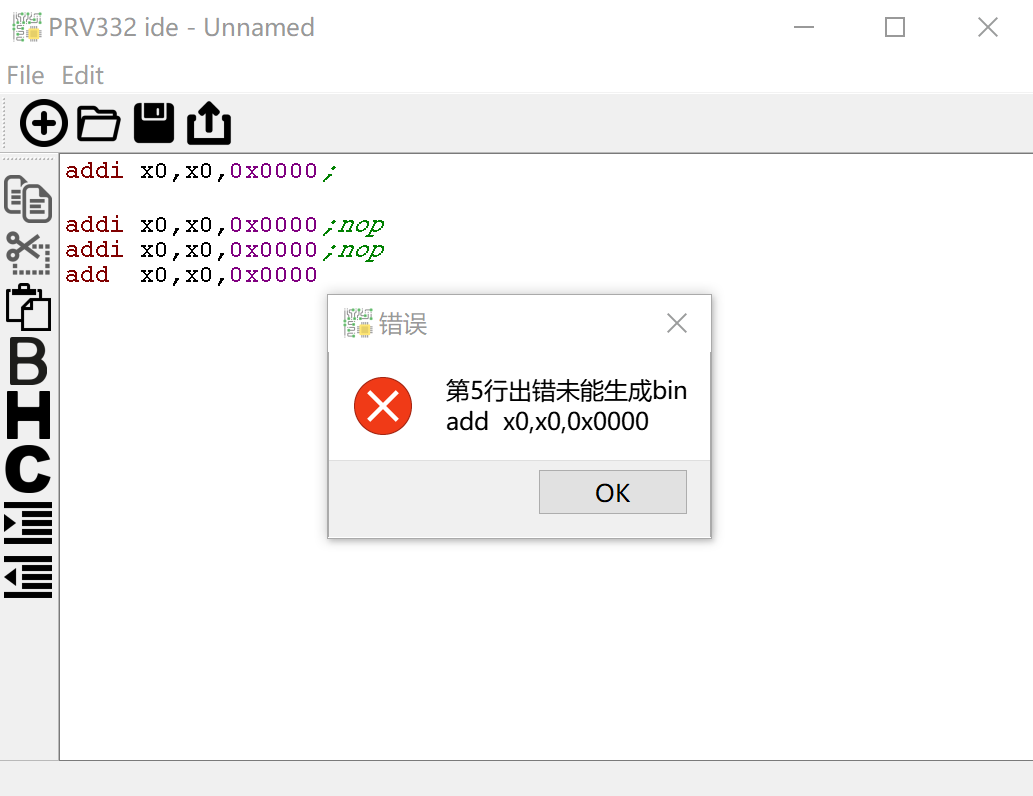 PRV332 ide - Unnamed
File Edit
addi x0,x0,0x0000;
addi x0,x0,0x0000;nop
addi x0,x0,0x0000;nop
add  x0,x0,0x0000
错误
第5行出错未能生成bin
add  x0,x0,0x0000
OK
B
H
C